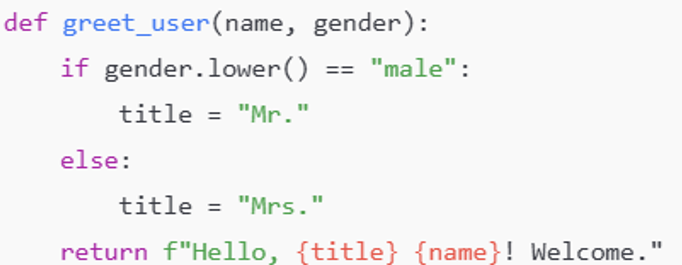 def greet_user(name, gender):
    if gender.lower() == "male":
        title = "Mr."
    else:
        title = "Mrs."
    return f"Hello, {title} {name}! Welcome."